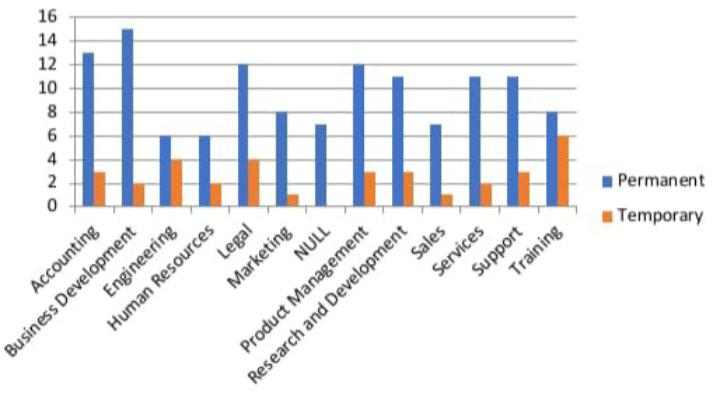 16
14
12
10
8
6
4
2
0
Accounting
Business Development
Engineering
Human Resources
Legal
Marketing
NULL
Product Management
Research and Development
Sales
Services
Support
Training
Permanent
Temporary